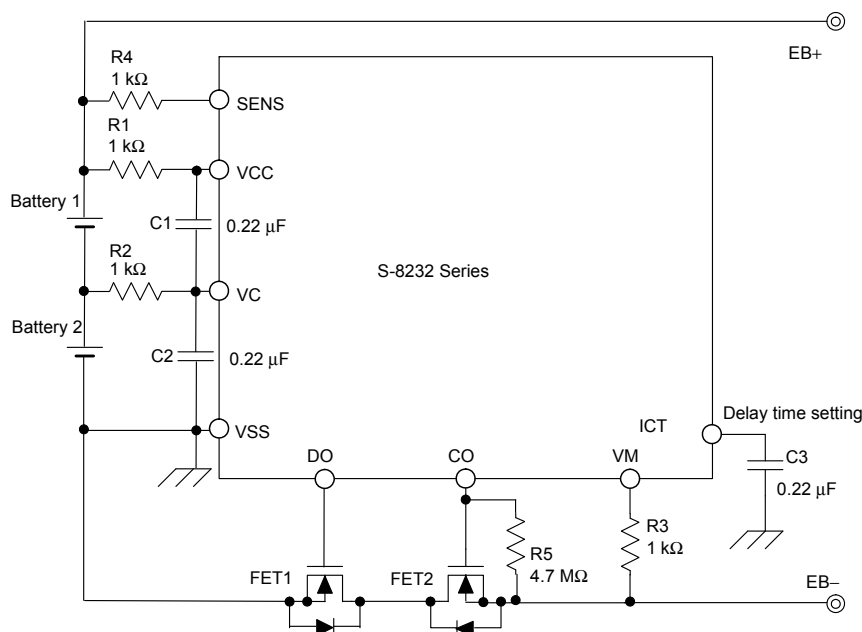 EB+
R4
1 kΩ
SENS
R1
1 kΩ
VCC
Battery 1
C1
0.22 μF
R2
1 kΩ
S-8232 Series
VC
Battery 2
C2
0.22 μF
VSS
Delay time setting
ICT
DO
CO
VM
C3
0.22 μF
R3
1 kΩ
R5
4.7 MΩ
FET1
FET2
EB−